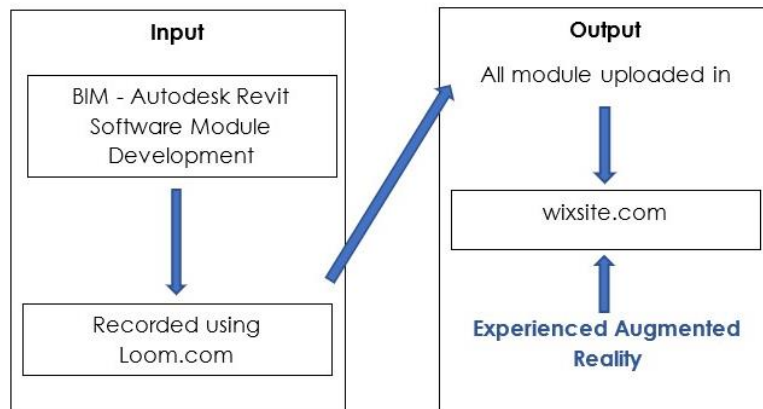 Input
BIM - Autodesk Revit
Software Module
Development
Recorded using
Loom.com
Output
All module uploaded in
wixsite.com
Experienced Augmented
Reality